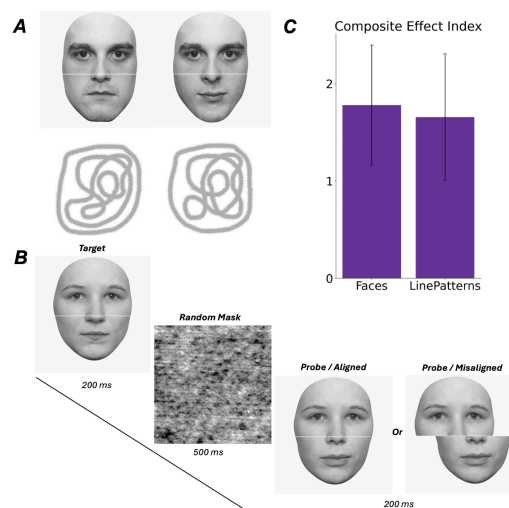 A
C
Composite Effect Index
2
1
0
Faces
LinePatterns
B
Target
200 ms
Random Mask
500 ms
Probe / Aligned
Or
Probe / Misaligned
200 ms